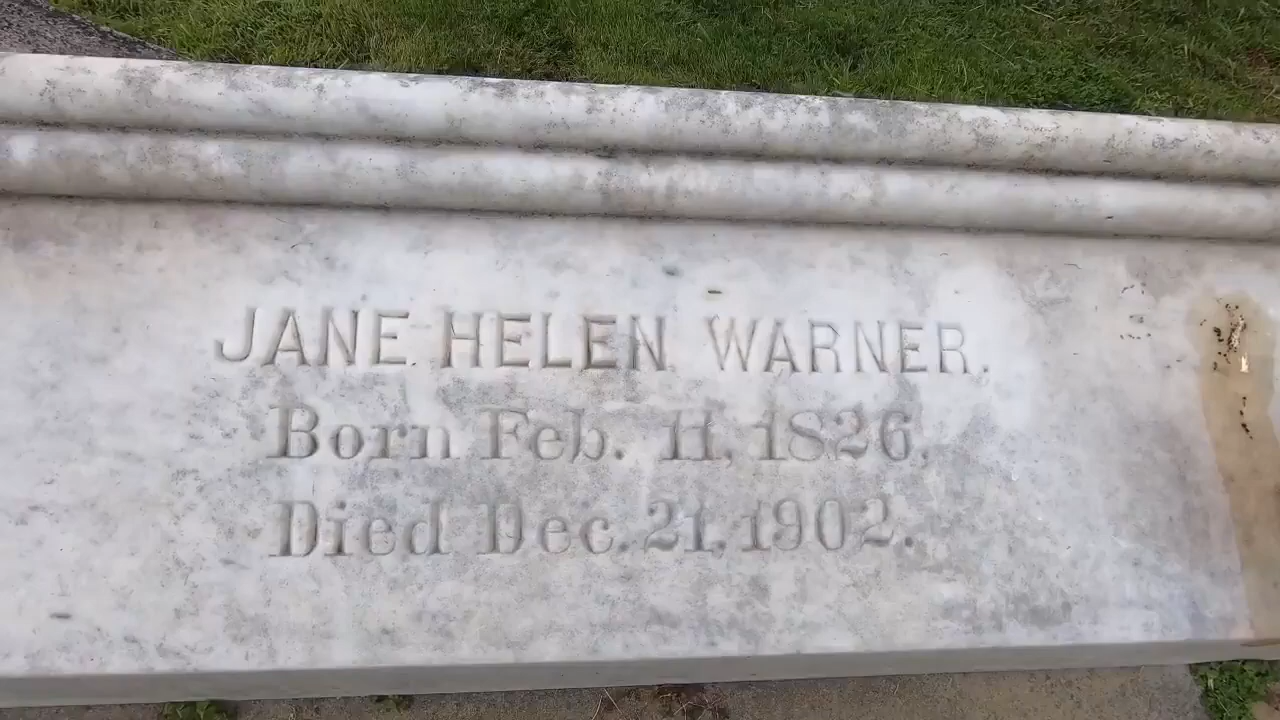 JANE HELEN WARNER.
Born Feb. 11, 1826.
Died Dec. 21, 1902.